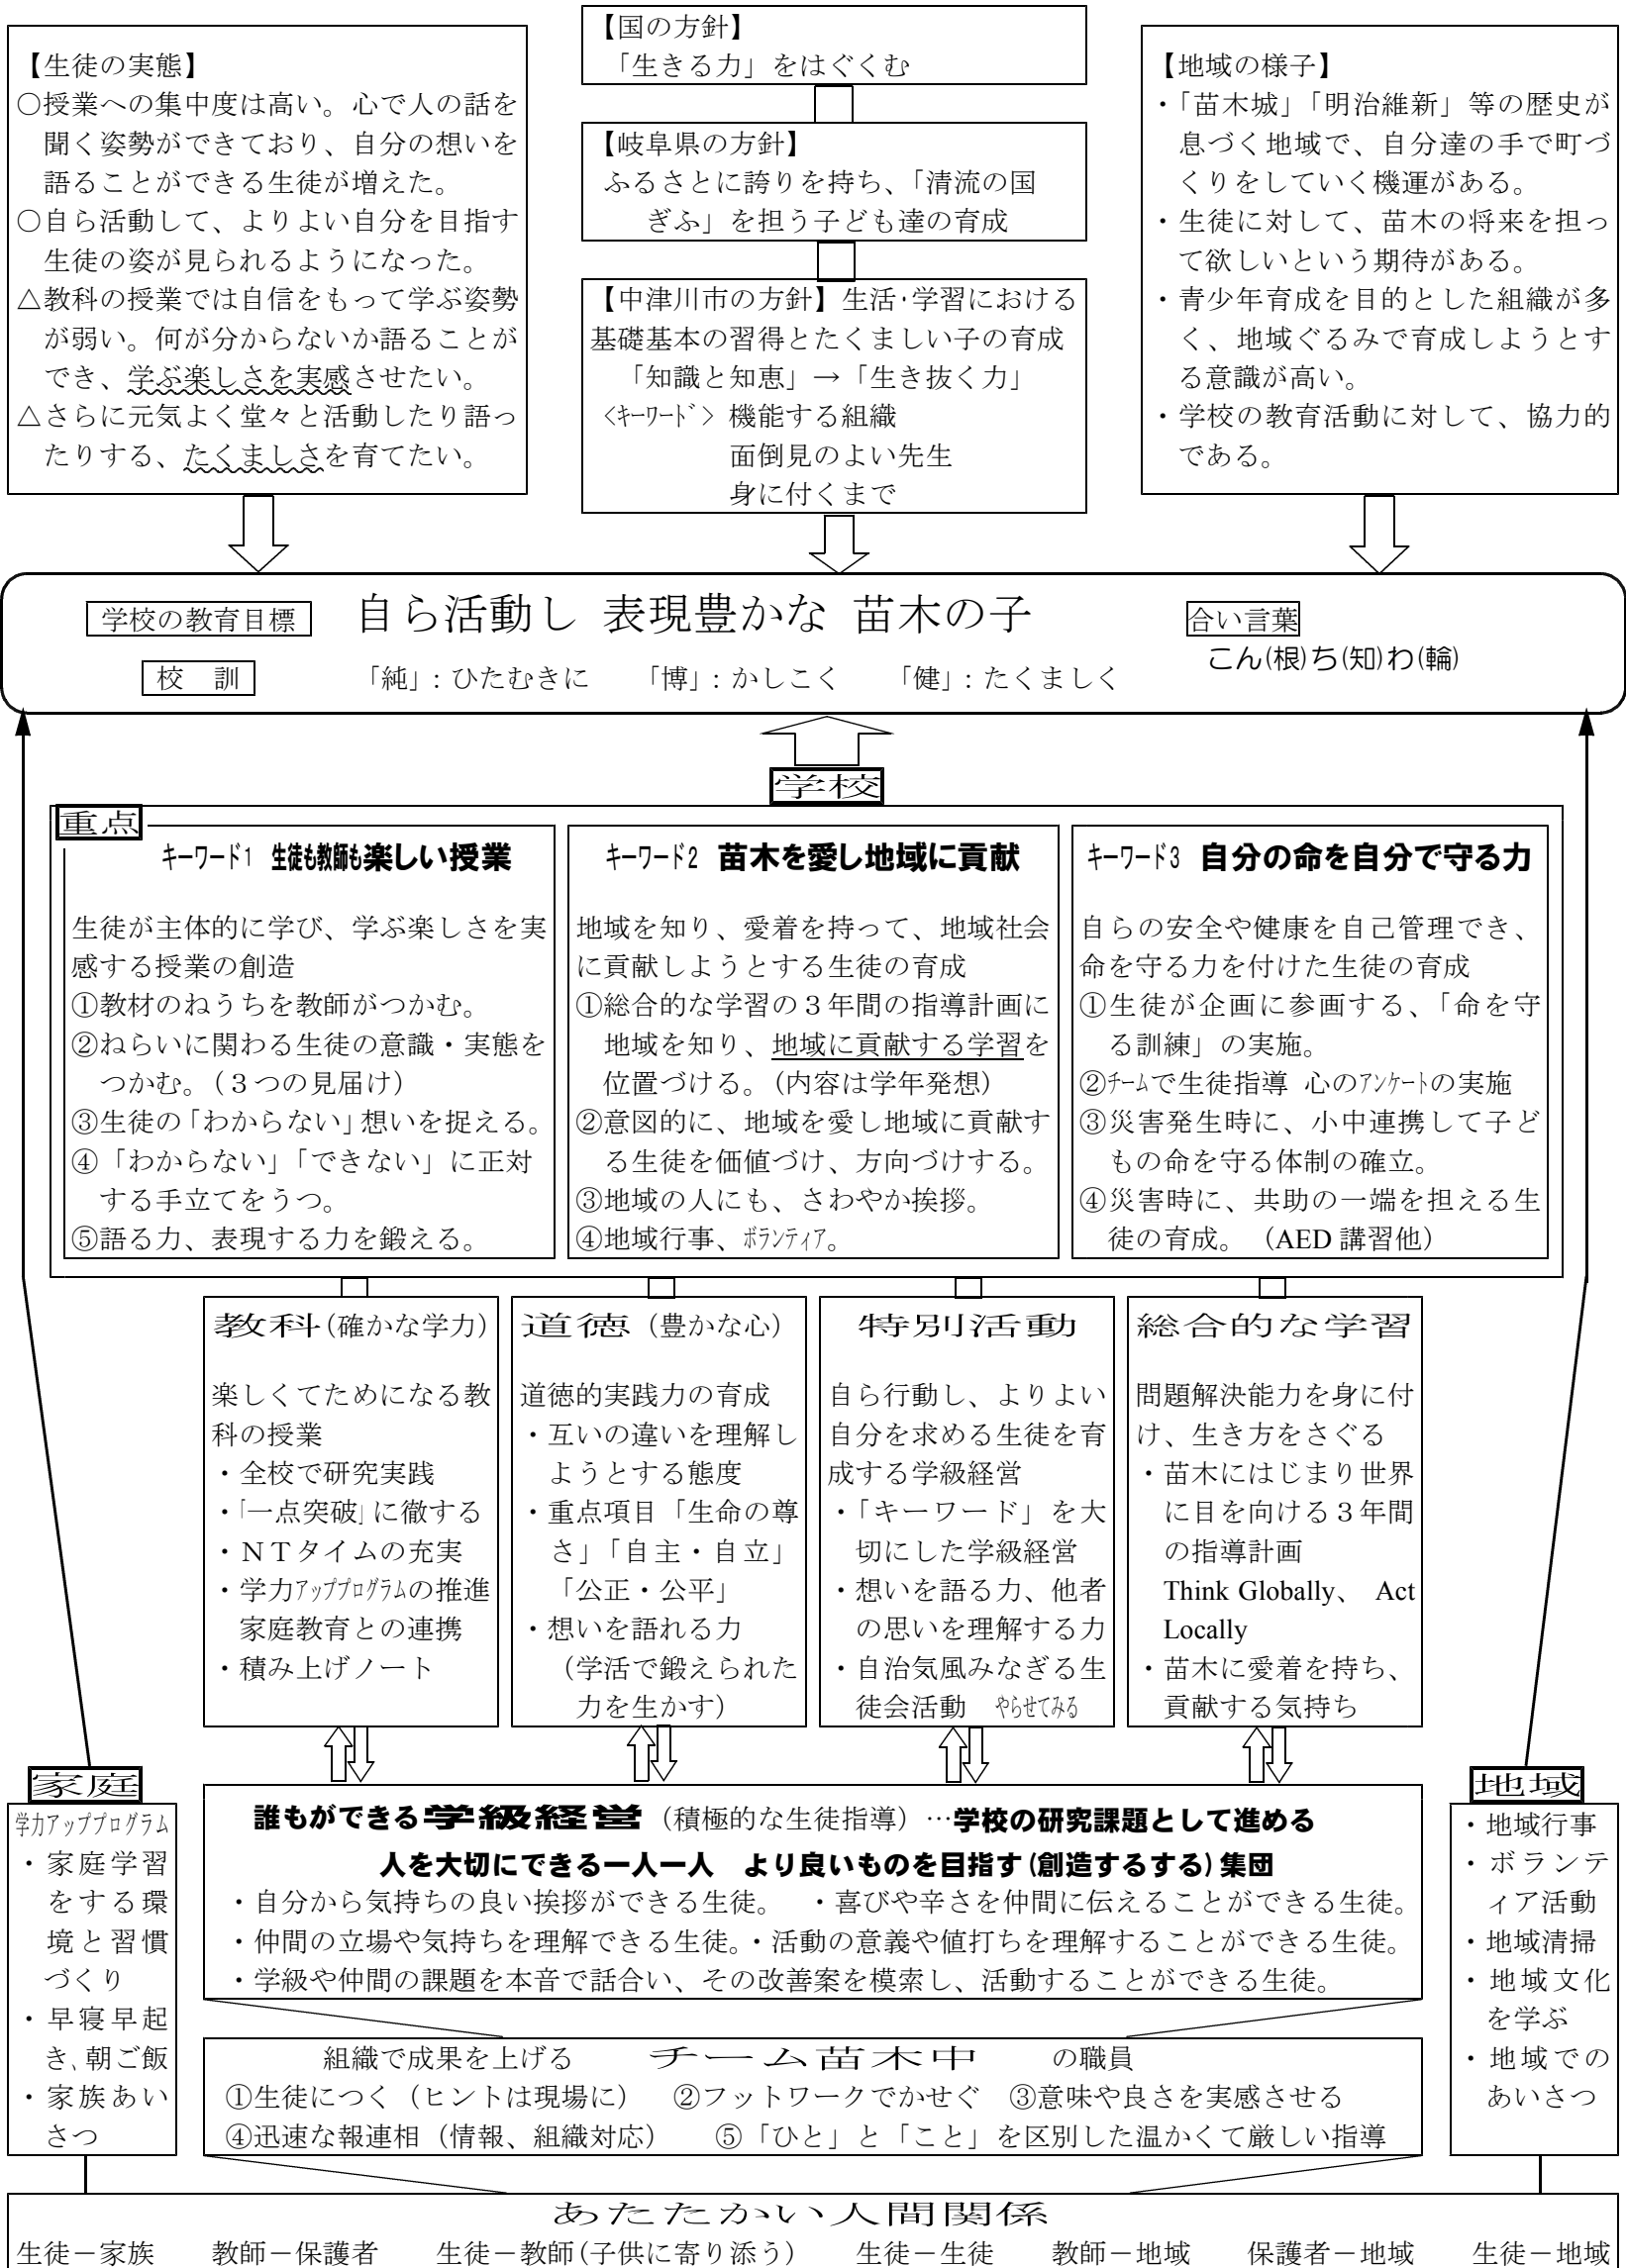 【生徒の実態】
○授業への集中度は高い。心で人の話を
聞く姿勢ができており、自分の想いを
語ることができる生徒が増えた。
○自ら活動して、よりよい自分を目指す
生徒の姿が見られるようになった。
△教科の授業では自信をもって学ぶ姿勢
が弱い。何が分からないか語ることが
でき、学ぶ楽しさを実感させたい。
△さらに元気よく堂々と活動したり語っ
たりする、たくましさを育てたい。
【国の方針】
「生きる力」をはぐくむ
【岐阜県の方針】
ふるさとに誇りを持ち、「清流の国
ぎふ」を担う子ども達の育成
【中津川市の方針】生活・学習における
基礎基本の習得とたくましい子の育成
「知識と知恵」→「生き抜く力」
<キーワード> 機能する組織
面倒見のよい先生
身に付くまで
【地域の様子】
・「苗木城」「明治維新」等の歴史が
息づく地域で、自分達の手で町づ
くりをしていく機運がある。
・生徒に対して、苗木の将来を担っ
て欲しいという期待がある。
・青少年育成を目的とした組織が多
く、地域ぐるみで育成しようとす
る意識が高い。
・学校の教育活動に対して、協力的
である。
学校の教育目標 自ら活動し 表現豊かな 苗木の子 合い言葉
こん(根)ち(知)わ(輪)
校 訓 「純」:ひたむきに 「博」:かしこく 「健」:たくましく
学校
重点
キーワード1 生徒も教師も楽しい授業
生徒が主体的に学び、学ぶ楽しさを実
感する授業の創造
①教材のねうちを教師がつかむ。
②ねらいに関わる生徒の意識・実態を
つかむ。(3つの見届け)
③生徒の「わからない」想いを捉える。
④「わからない」「できない」に正対
する手立てをうつ。
⑤語る力、表現する力を鍛える。
キーワード2 苗木を愛し地域に貢献
地域を知り、愛着を持って、地域社会
に貢献しようとする生徒の育成
①総合的な学習の3年間の指導計画に
地域を知り、地域に貢献する学習を
位置づける。(内容は学年発想)
②意図的に、地域を愛し地域に貢献す
る生徒を価値づけ、方向づけする。
③地域の人にも、さわやか挨拶。
④地域行事、ボランティア。
キーワード3 自分の命を自分で守る力
自らの安全や健康を自己管理でき、
命を守る力を付けた生徒の育成
①生徒が企画に参画する、「命を守
る訓練」の実施。
②チームで生徒指導 心のアンケートの実施
③災害発生時に、小中連携して子ど
もの命を守る体制の確立。
④災害時に、共助の一端を担える生
徒の育成。(AED 講習他)
教科(確かな学力)
楽しくてためになる教
科の授業
・全校で研究実践
・「一点突破」に徹する
・NTタイムの充実
・学力アッププログラムの推進
家庭教育との連携
・積み上げノート
道徳(豊かな心)
道徳的実践力の育成
・互いの違いを理解し
ようとする態度
・重点項目「生命の尊
さ」「自主・自立」
「公正・公平」
・想いを語れる力
(学活で鍛えられた
力を生かす)
特別活動
自ら行動し、よりよい
自分を求める生徒を育
成する学級経営
・「キーワード」を大
切にした学級経営
・想いを語る力、他者
の思いを理解する力
・自治気風みなぎる生
徒会活動 やらせてみる
総合的な学習
問題解決能力を身に付
け、生き方をさぐる
・苗木にはじまり世界
に目を向ける3年間
の指導計画
Think Globally、 Act
Locally
・苗木に愛着を持ち、
貢献する気持ち
家庭
学力アッププログラム
・家庭学習
をする環
境と習慣
づくり
・早寝早起
き、朝ご飯
・家族あい
さつ
誰もができる学級経営(積極的な生徒指導)…学校の研究課題として進める
人を大切にできる一人一人 より良いものを目指す(創造するする)集団
・自分から気持ちの良い挨拶ができる生徒。 ・喜びや辛さを仲間に伝えることができる生徒。
・仲間の立場や気持ちを理解できる生徒。・活動の意義や値打ちを理解することができる生徒。
・学級や仲間の課題を本音で話合い、その改善案を模索し、活動することができる生徒。
組織で成果を上げる チーム苗木中 の職員
①生徒につく(ヒントは現場に) ②フットワークでかせぐ ③意味や良さを実感させる
④迅速な報連相(情報、組織対応) ⑤「ひと」と「こと」を区別した温かくて厳しい指導
地域
・地域行事
・ボランテ
ィア活動
・地域清掃
・地域文化
を学ぶ
・地域での
あいさつ
あたたかい人間関係
生徒-家族 教師-保護者 生徒-教師(子供に寄り添う) 生徒-生徒 教師-地域 保護者-地域 生徒-地域